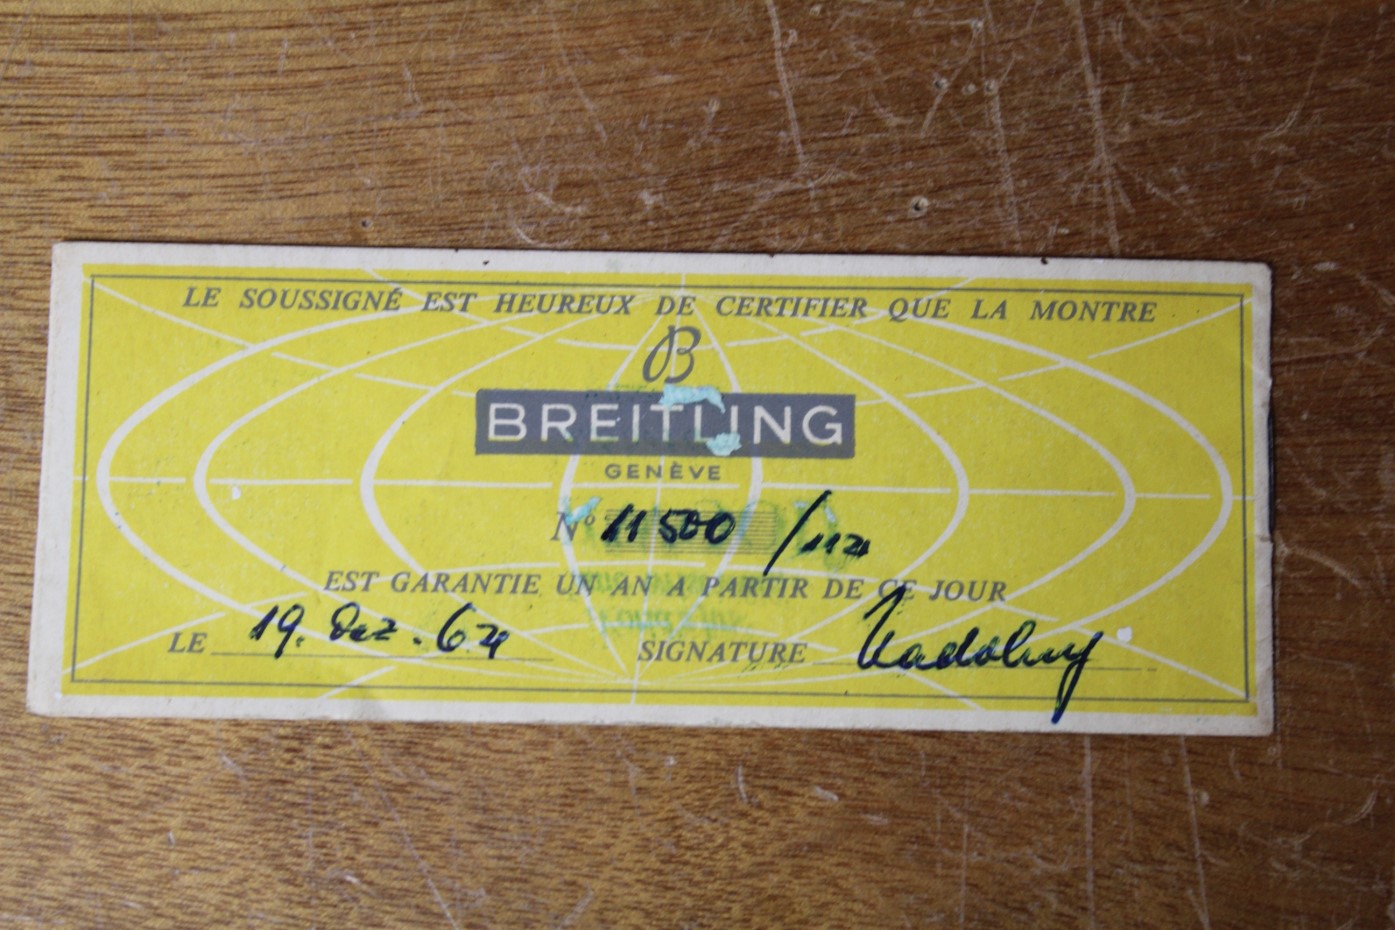 LE SOUSSIGNÉ EST HEUREUX DE CERTIFIER QUE LA MONTRE
B
BREITLING
GENÈVE
Nº 11500 /
EST GARANTIE UN AN A PARTIR DE CE JOUR
LE 19. Dez. 64 SIGNATURE